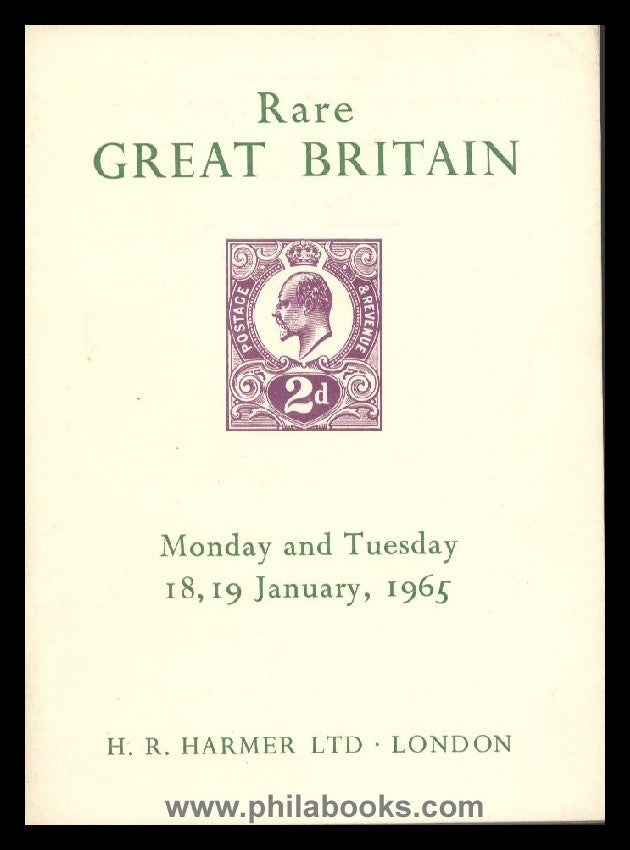 Rare
GREAT BRITAIN
POSTAGE & REVENUE
2d
Monday and Tuesday
18, 19 January, 1965
H. R. HARMER LTD · LONDON
www.philabooks.com